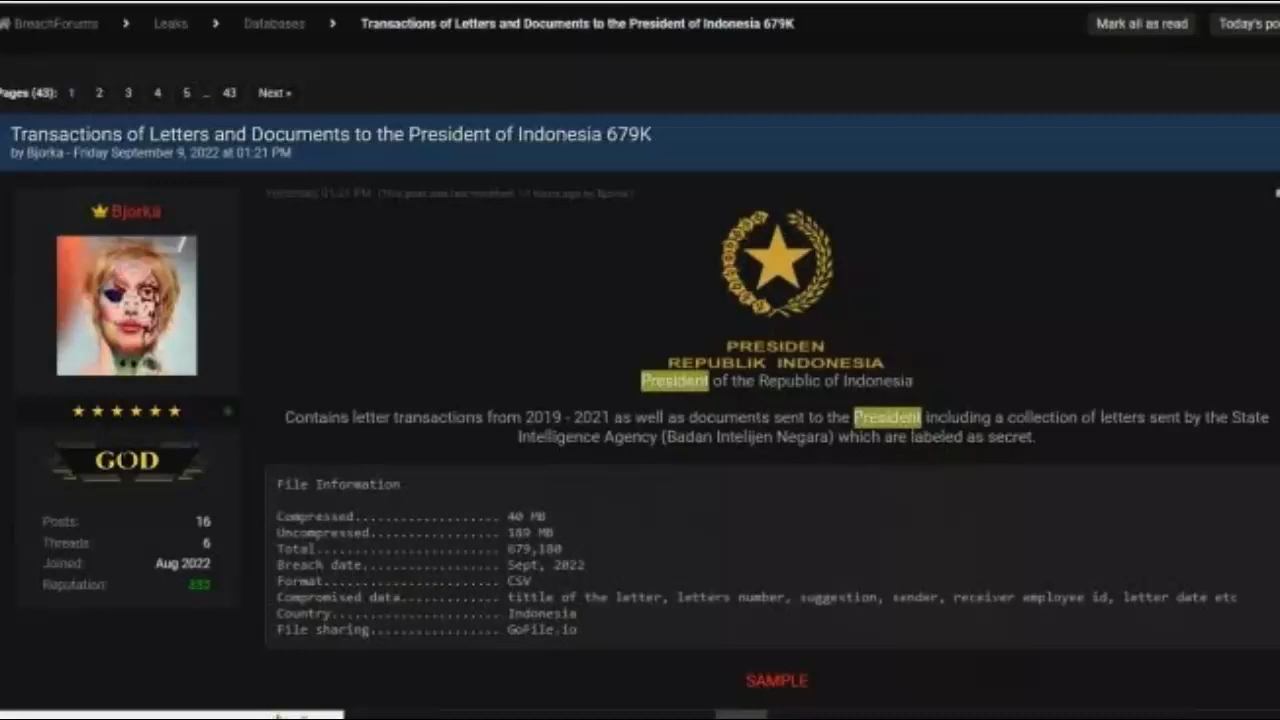 BreachForums > Leaks > Databases > Transactions of Letters and Documents to the President of Indonesia 679K
Mark all as read
Today's po
Pages (43): 1 2 3 4 5 … 43 Next »
Transactions of Letters and Documents to the President of Indonesia 679K
by Bjorka - Friday September 9, 2022 at 01:21 PM
Bjorka
PRESIDEN
REPUBLIK INDONESIA
President of the Republic of Indonesia
Contains letter transactions from 2019 - 2021 as well as documents sent to the President including a collection of letters sent by the State
Intelligence Agency (Badan Intelijen Negara) which are labeled as secret.
GOD
Posts: 16
Threads: 6
Joined: Aug 2022
Reputation:
File Information
Compressed................... 40 MB
Uncompressed................. 189 MB
Total........................ 679,180
Breach date.................. Sept, 2022
Format....................... CSV
Compromised data............. tittle of the letter, letters number, suggestion, sender, receiver employee id, letter date etc
Country...................... Indonesia
File sharing................. GoFile.io
SAMPLE